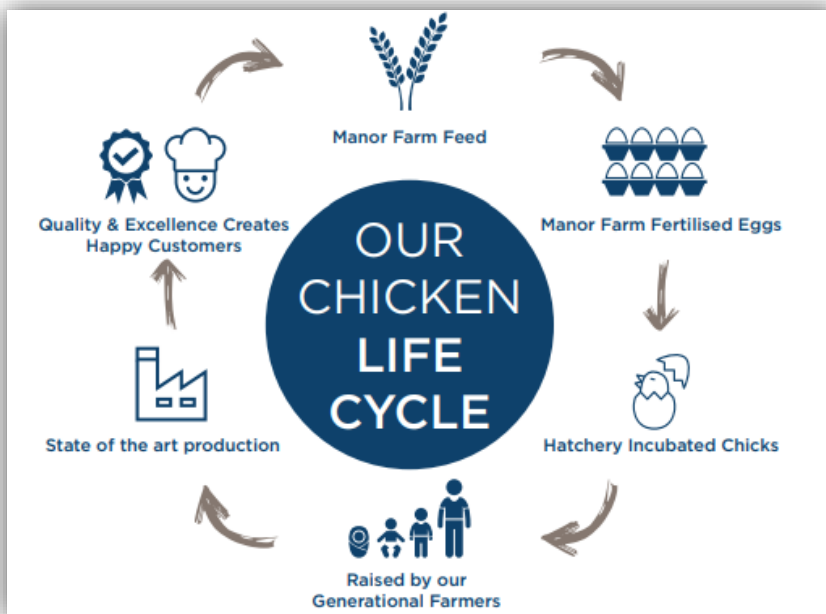 Manor Farm Feed
Manor Farm Fertilised Eggs
Hatchery Incubated Chicks
Raised by our
Generational Farmers
State of the art production
Quality & Excellence Creates
Happy Customers
OUR
CHICKEN
LIFE
CYCLE